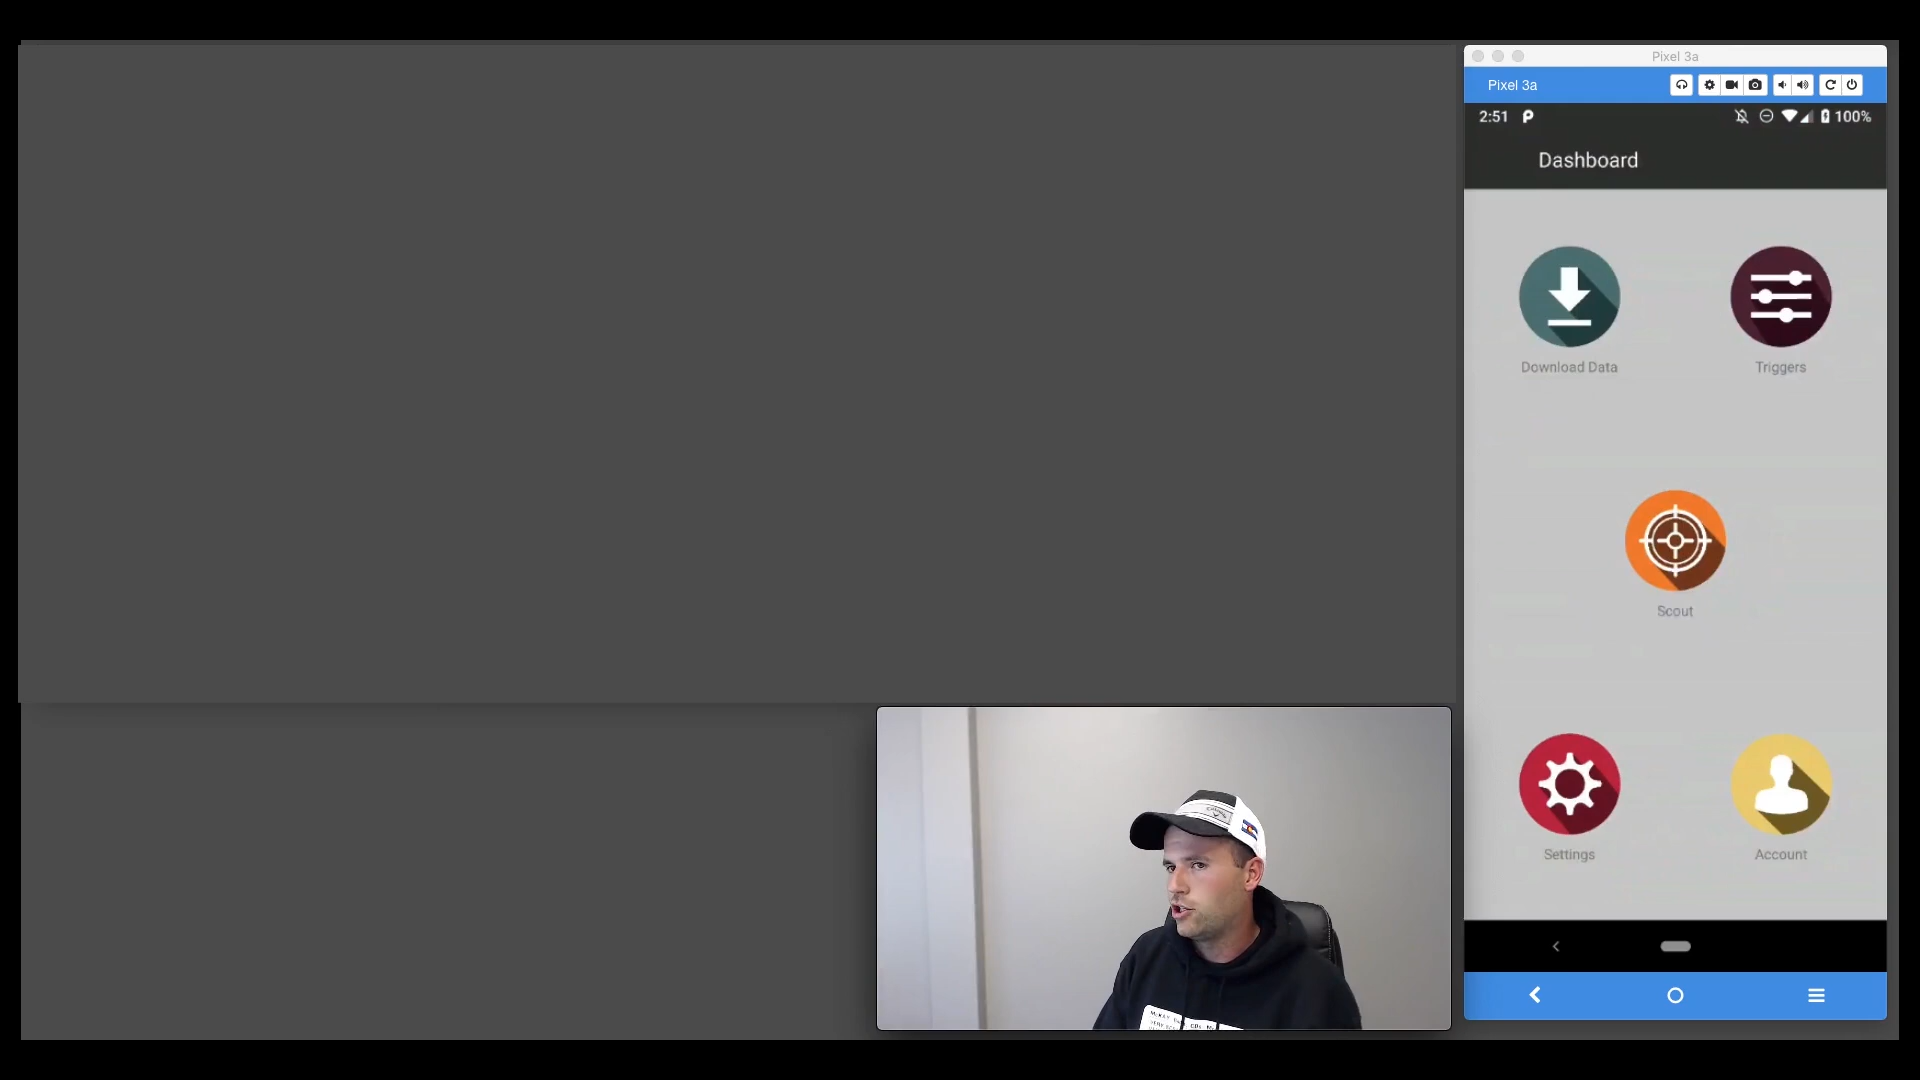 Pixel 3a
Pixel 3a
2:51
100%
Dashboard
Download Data
Triggers
Scout
Settings
Account